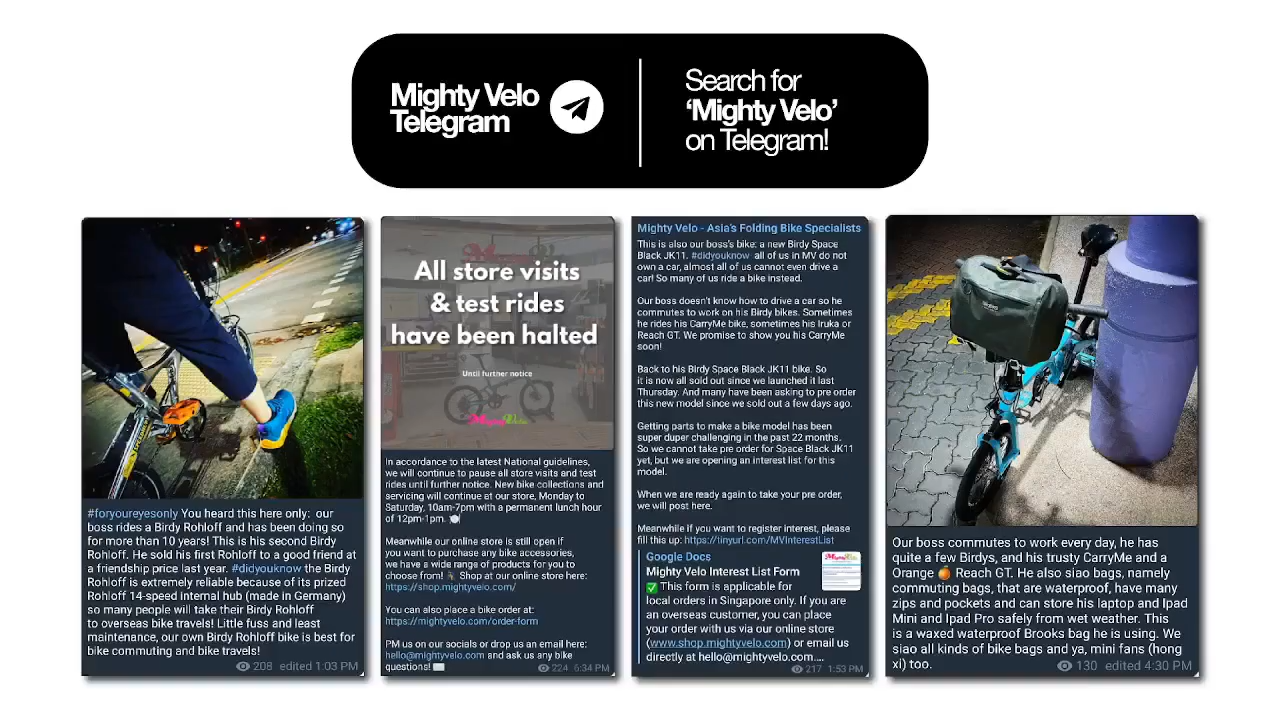 Mighty Velo
Telegram
Search for
‘Mighty Velo’
on Telegram!
#foryoureyesonly You heard this here only: our
boss rides a Birdy Rohloff and has been doing so
for more than 10 years! This is his second Birdy
Rohloff. He sold his first Rohloff to a good friend at
a friendship price last year. #didyouknow the Birdy
Rohloff is extremely reliable because of its prized
Rohloff 14-speed internal hub (made in Germany)
so many people will take their Birdy Rohloff
to overseas bike travels! Little fuss and least
maintenance, our own Birdy Rohloff bike is best for
bike commuting and bike travels!
208 edited 1:03 PM
All store visits
& test rides
have been halted
Until further notice
MightyVelo
In accordance to the latest National guidelines,
we will continue to pause all store visits and test
rides until further notice. New bike collections and
servicing will continue at our store, Monday to
Saturday, 10am-7pm with a permanent lunch hour
of 12pm-1pm. 🍽️
Meanwhile our online store is still open if
you want to purchase any bike accessories,
we have a wide range of products for you to
choose from! Shop at our online store here:
https://shop.mightyvelo.com/
You can also place a bike order at:
https://mightyvelo.com/order-form
PM us on our socials or drop us an email here:
hello@mightyvelo.com and ask us any bike
questions! ✉️
224 6:34 PM
Mighty Velo - Asia's Folding Bike Specialists
This is also our boss's bike: a new Birdy Space
Black JK11. #didyouknow all of us in MV do not
own a car, almost all of us cannot even drive a
car! So many of us ride a bike instead.
Our boss doesn't know how to drive a car so he
commutes to work on his Birdy bikes. Sometimes
he rides his CarryMe bike, sometimes his Iruka or
Reach GT. We promise to show you his CarryMe
soon!
Back to his Birdy Space Black JK11 bike. So
it is now all sold out since we launched it last
Thursday. And many have been asking to pre order
this new model since we sold out a few days ago.
Getting parts to make a bike model has been
super duper challenging in the past 22 months.
So we cannot take pre order for Space Black JK11
yet, but we are opening an interest list for this
model.
When we are ready again to take your pre order,
we will post here.
Meanwhile if you want to register interest, please
fill this up: https://tinyurl.com/MVInterestList
Google Docs
Mighty Velo Interest List Form
✅ This form is applicable for
local orders in Singapore only. If you are
an overseas customer, you can place
your order with us via our online store
(www.shop.mightyvelo.com) or email us
directly at hello@mightyvelo.com....
217 1:53 PM
Our boss commutes to work every day, he has
quite a few Birdys, and his trusty CarryMe and a
Orange 🍊 Reach GT. He also siao bags, namely
commuting bags, that are waterproof, have many
zips and pockets and can store his laptop and Ipad
Mini and Ipad Pro safely from wet weather. This
is a waxed waterproof Brooks bag he is using. We
siao all kinds of bike bags and ya, mini fans (hong
xi) too.
130 edited 4:30 PM